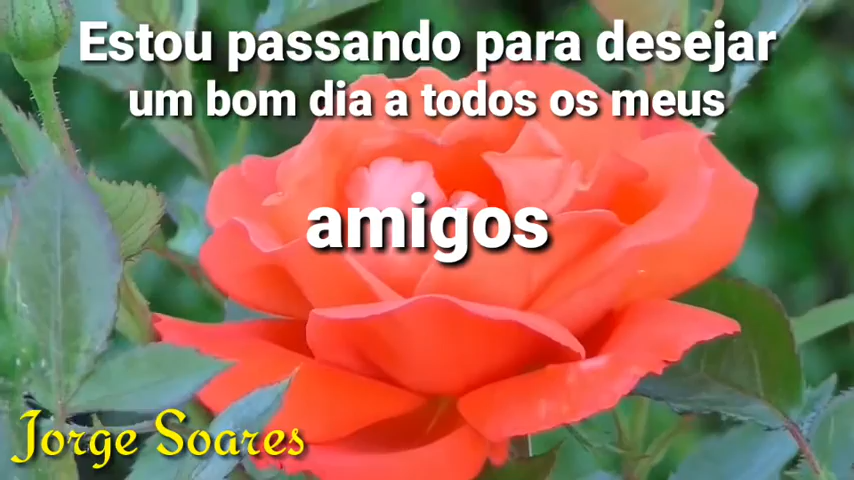 Estou passando para desejar
um bom dia a todos os meus
amigos
Jorge Soares